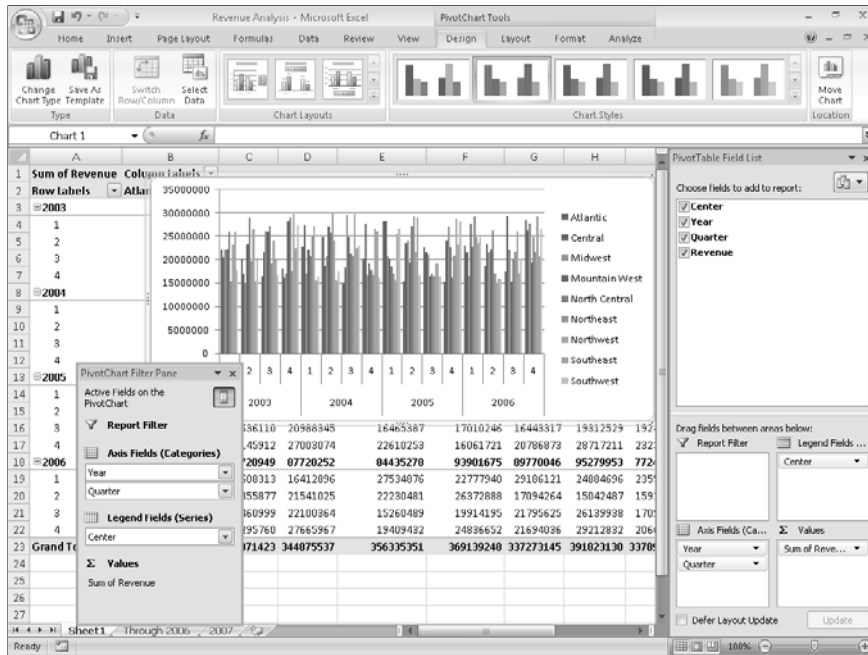 Revenue Analysis - Microsoft Excel
PivotChart Tools
Home Insert Page Layout Formulas Data Review View Design Layout Format Analyze
Change Chart Type
Save As Template
Switch Row/Column
Select Data
Move Chart
Type Data Chart Layouts Chart Styles Location
Chart 1
fx
A B C D E F G H
1 Sum of Revenue Column Labels
2 Row Labels
3 2003
4 1
5 2
6 3
7 4
8 2004
9 1
10 2
11 3
12 4
13 2005
14 1
15 2
16 3 20988345 16465387 17010246 16443317 19312529
17 4 27003074 22610253 16061721 20786873 28717211
18 2006 87720252 84435278 93901675 89770046 95279953
19 1 16412896 27534876 22777940 29186121 24884696
20 2 21541025 22230481 26372888 17094264 15042487
21 3 22100364 15260489 19914195 21795625 26139938
22 4 27665967 19409432 24836652 21694036 29212832
23 344875537 356335351 369139248 337273145 391823130
24
25
26
27
35000000
30000000
25000000
20000000
15000000
10000000
5000000
0
2 3 4 1 2 3 4 1 2 3 4 1 2 3 4
2003 2004 2005 2006
Atlantic
Central
Midwest
Mountain West
North Central
Northeast
Northwest
Southeast
Southwest
PivotChart Filter Pane
Active Fields on the PivotChart
Report Filter
Axis Fields (Categories)
Year
Quarter
Legend Fields (Series)
Center
Σ Values
Sum of Revenue
PivotTable Field List
Choose fields to add to report:
Center
Year
Quarter
Revenue
Drag fields between areas below:
Report Filter
Legend Fields ...
Center
Axis Fields (Ca...
Year
Quarter
Σ Values
Sum of Reve...
Defer Layout Update
Update
Sheet1 Through 2006 2007
Ready
100%